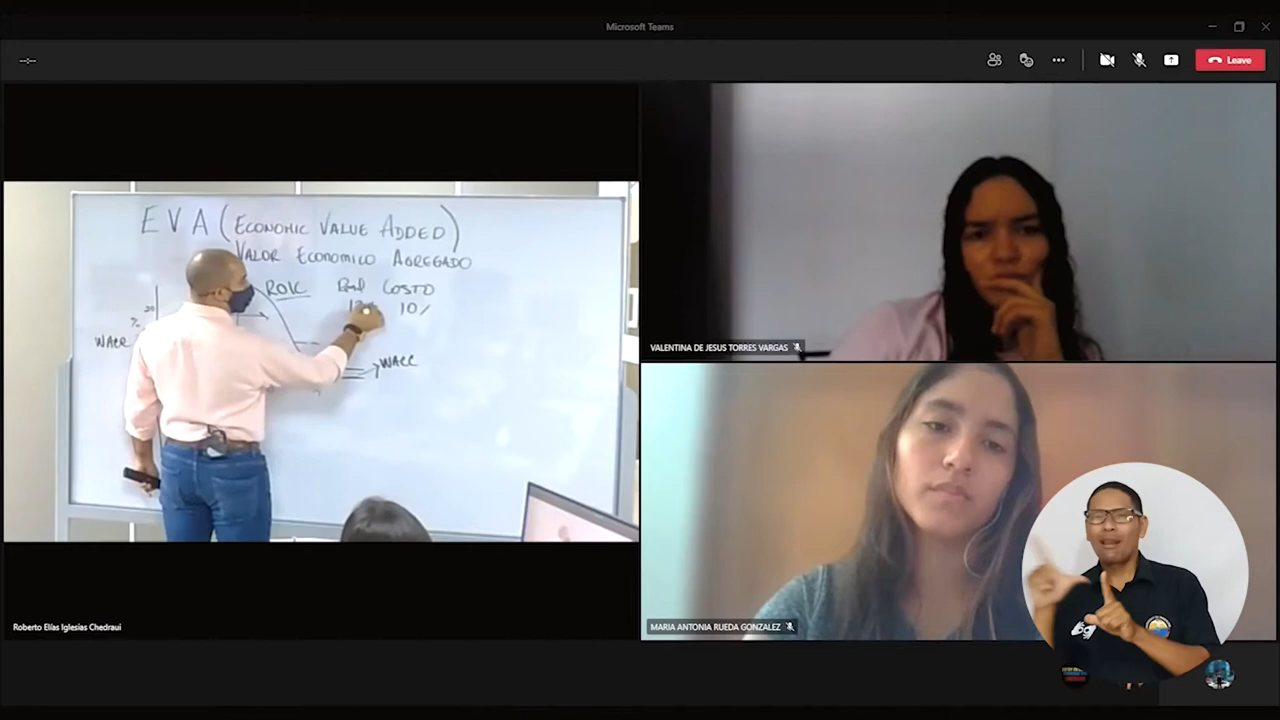 Microsoft Teams
--:--
Leave
EVA (ECONOMIC VALUE ADDED)
VALOR ECONOMICO AGREGADO
ROIC COSTO
20 10%
%
WACC
WACC
VALENTINA DE JESUS TORRES VARGAS
Roberto Elías Iglesias Chedraui
MARIA ANTONIA RUEDA GONZALEZ